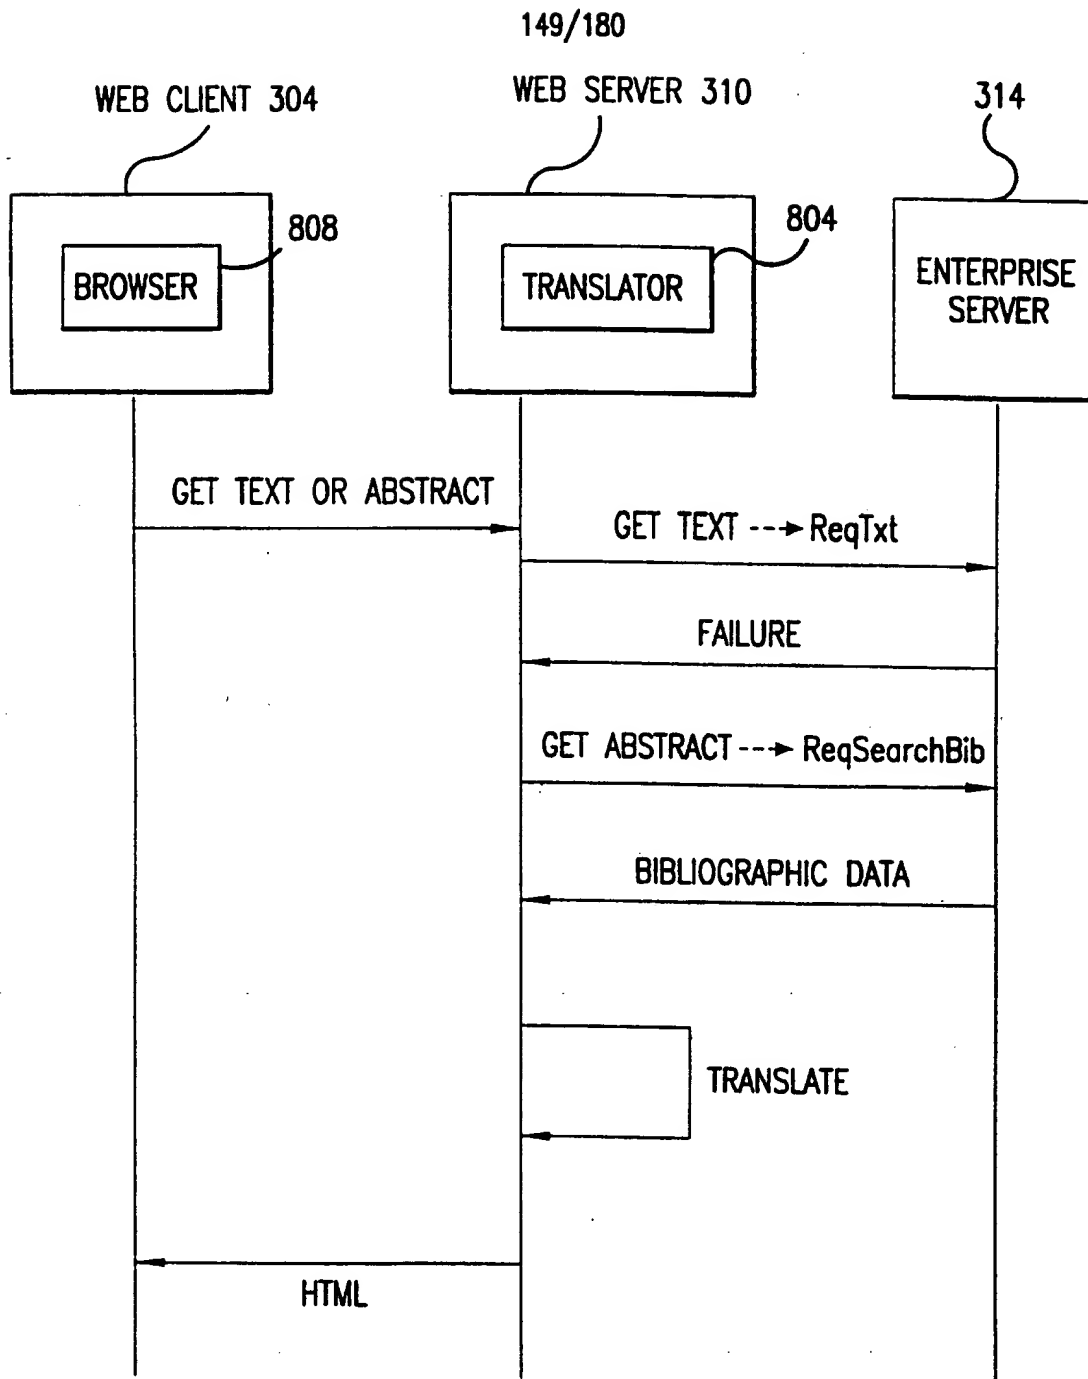 149/180
WEB CLIENT 304
WEB SERVER 310
314
808
804
BROWSER
TRANSLATOR
ENTERPRISE
SERVER
GET TEXT OR ABSTRACT
GET TEXT ---> ReqTxt
FAILURE
GET ABSTRACT ---> ReqSearchBib
BIBLIOGRAPHIC DATA
TRANSLATE
HTML